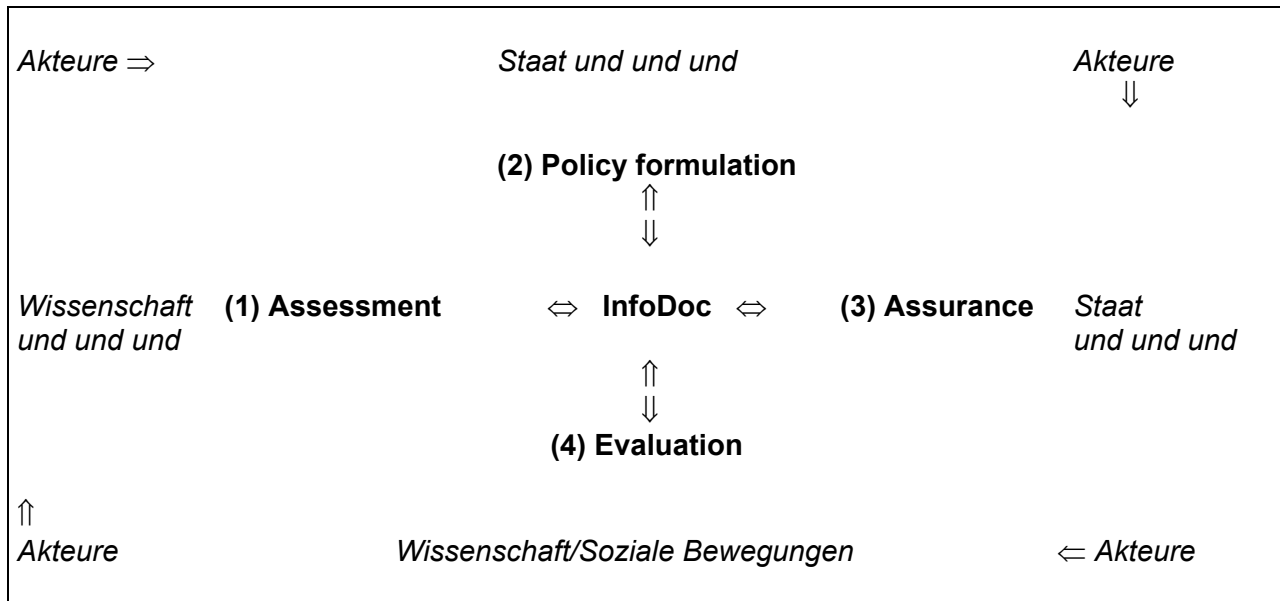 Akteure ⇒ Staat und und und Akteure
⇓
(2) Policy formulation
⇑
⇓
Wissenschaft (1) Assessment ⇔ InfoDoc ⇔ (3) Assurance Staat
und und und und und und
⇑
⇓
(4) Evaluation
⇑
Akteure Wissenschaft/Soziale Bewegungen ⇐ Akteure